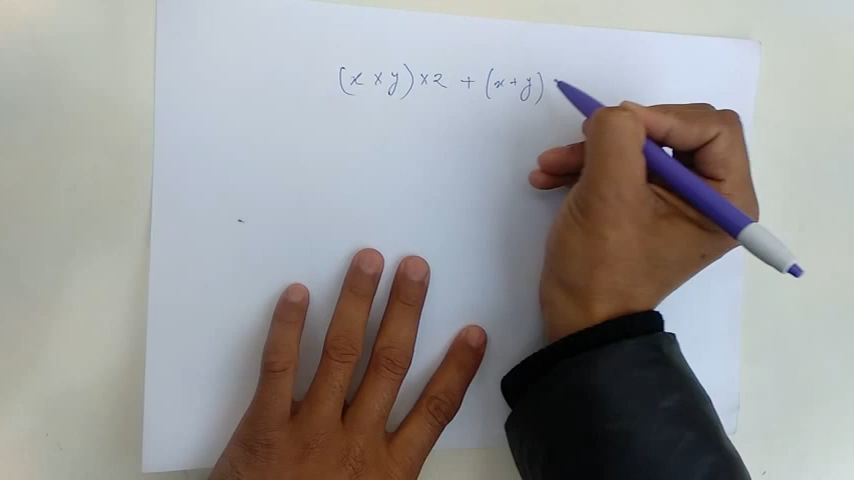 (x × y) × 2 + (x + y)